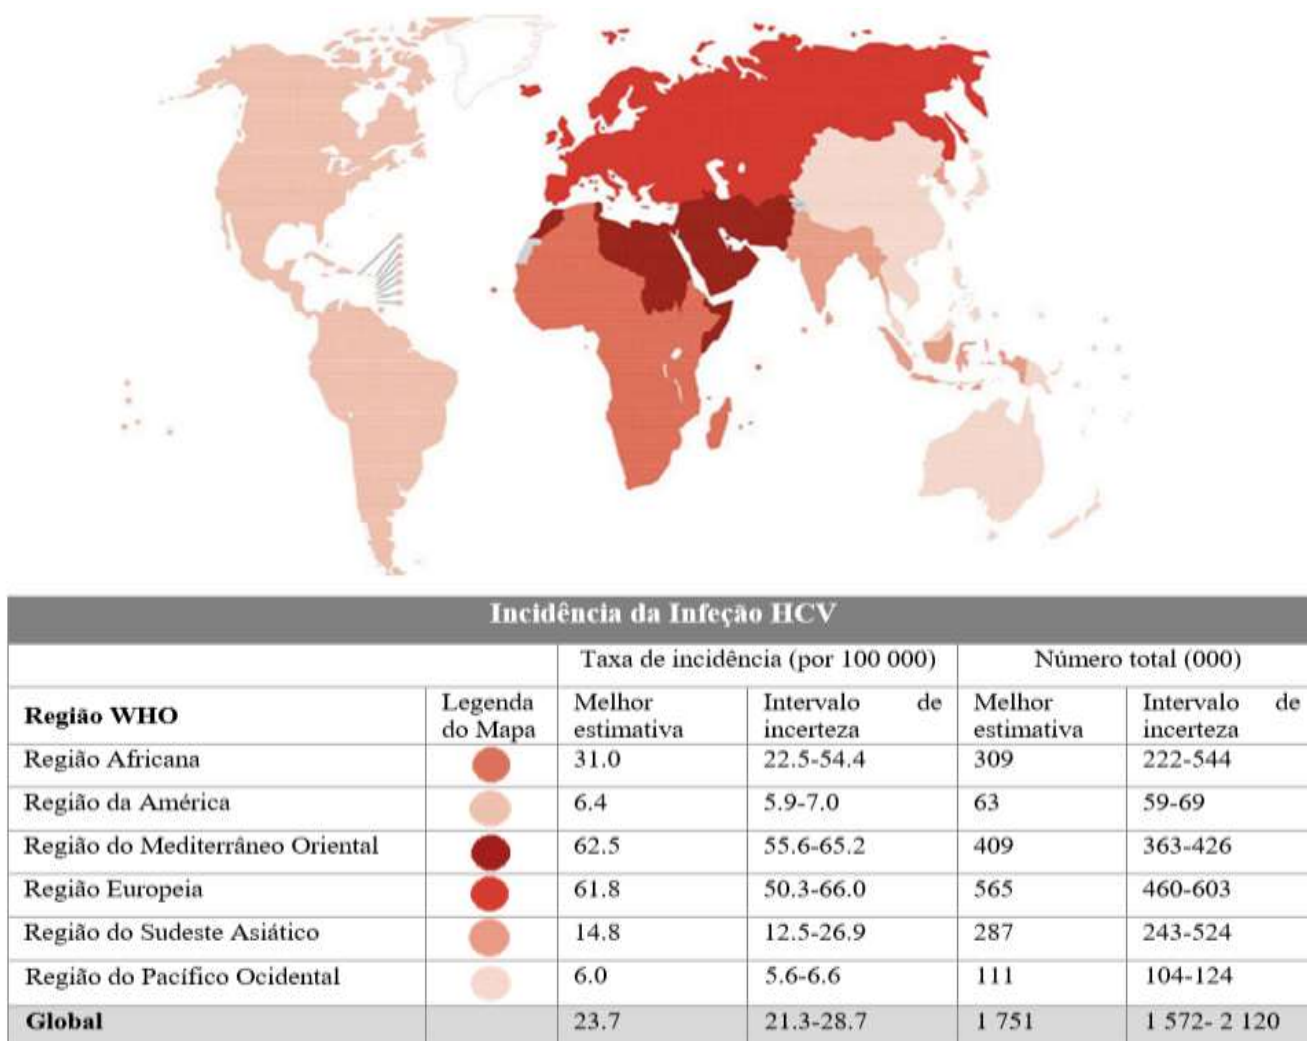 Incidência da Infeção HCV
Taxa de incidência (por 100 000) Número total (000)
Região WHO Legenda do Mapa Melhor estimativa Intervalo de incerteza Melhor estimativa Intervalo de incerteza
Região Africana 31.0 22.5-54.4 309 222-544
Região da América 6.4 5.9-7.0 63 59-69
Região do Mediterrâneo Oriental 62.5 55.6-65.2 409 363-426
Região Europeia 61.8 50.3-66.0 565 460-603
Região do Sudeste Asiático 14.8 12.5-26.9 287 243-524
Região do Pacífico Ocidental 6.0 5.6-6.6 111 104-124
Global 23.7 21.3-28.7 1 751 1 572- 2 120